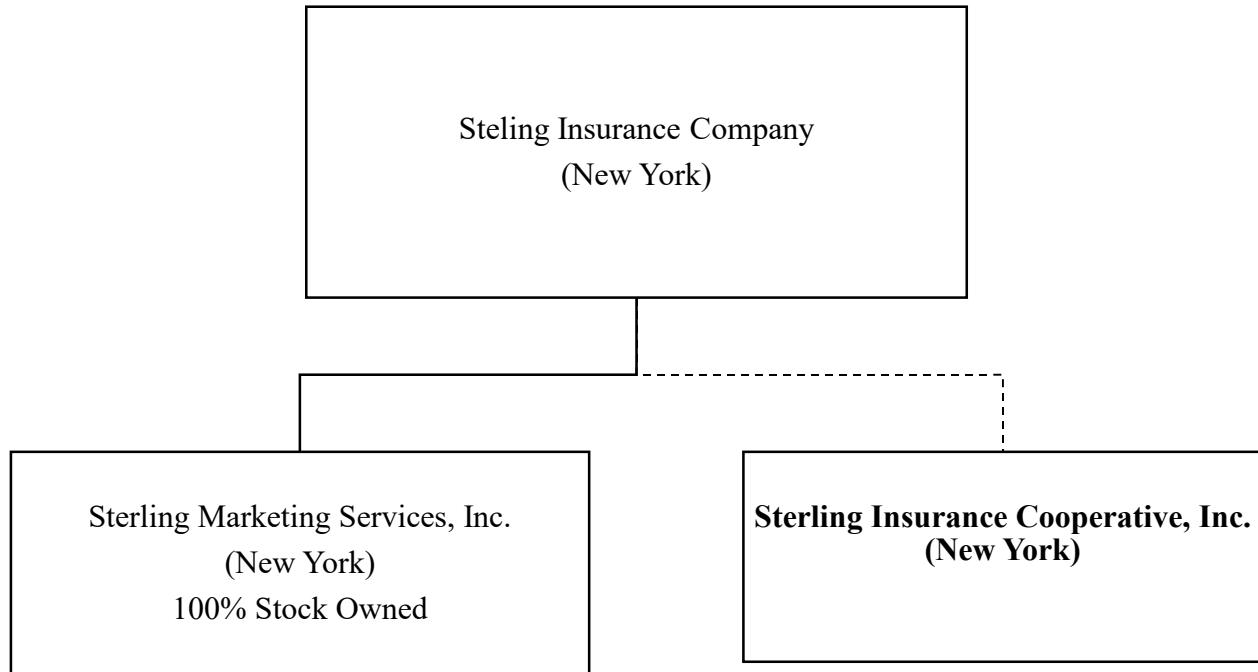 Steling Insurance Company
(New York)
Sterling Marketing Services, Inc.
(New York)
100% Stock Owned
Sterling Insurance Cooperative, Inc.
(New York)